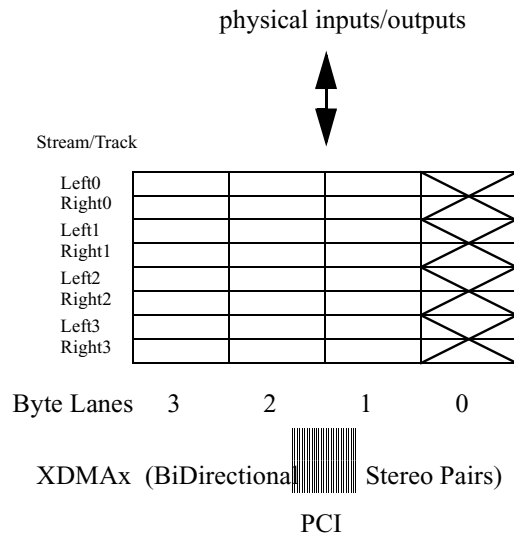 physical inputs/outputs
Stream/Track
Left0
Right0
Left1
Right1
Left2
Right2
Left3
Right3
Byte Lanes 3 2 1 0
XDMAx (BiDirectional Stereo Pairs)
PCI